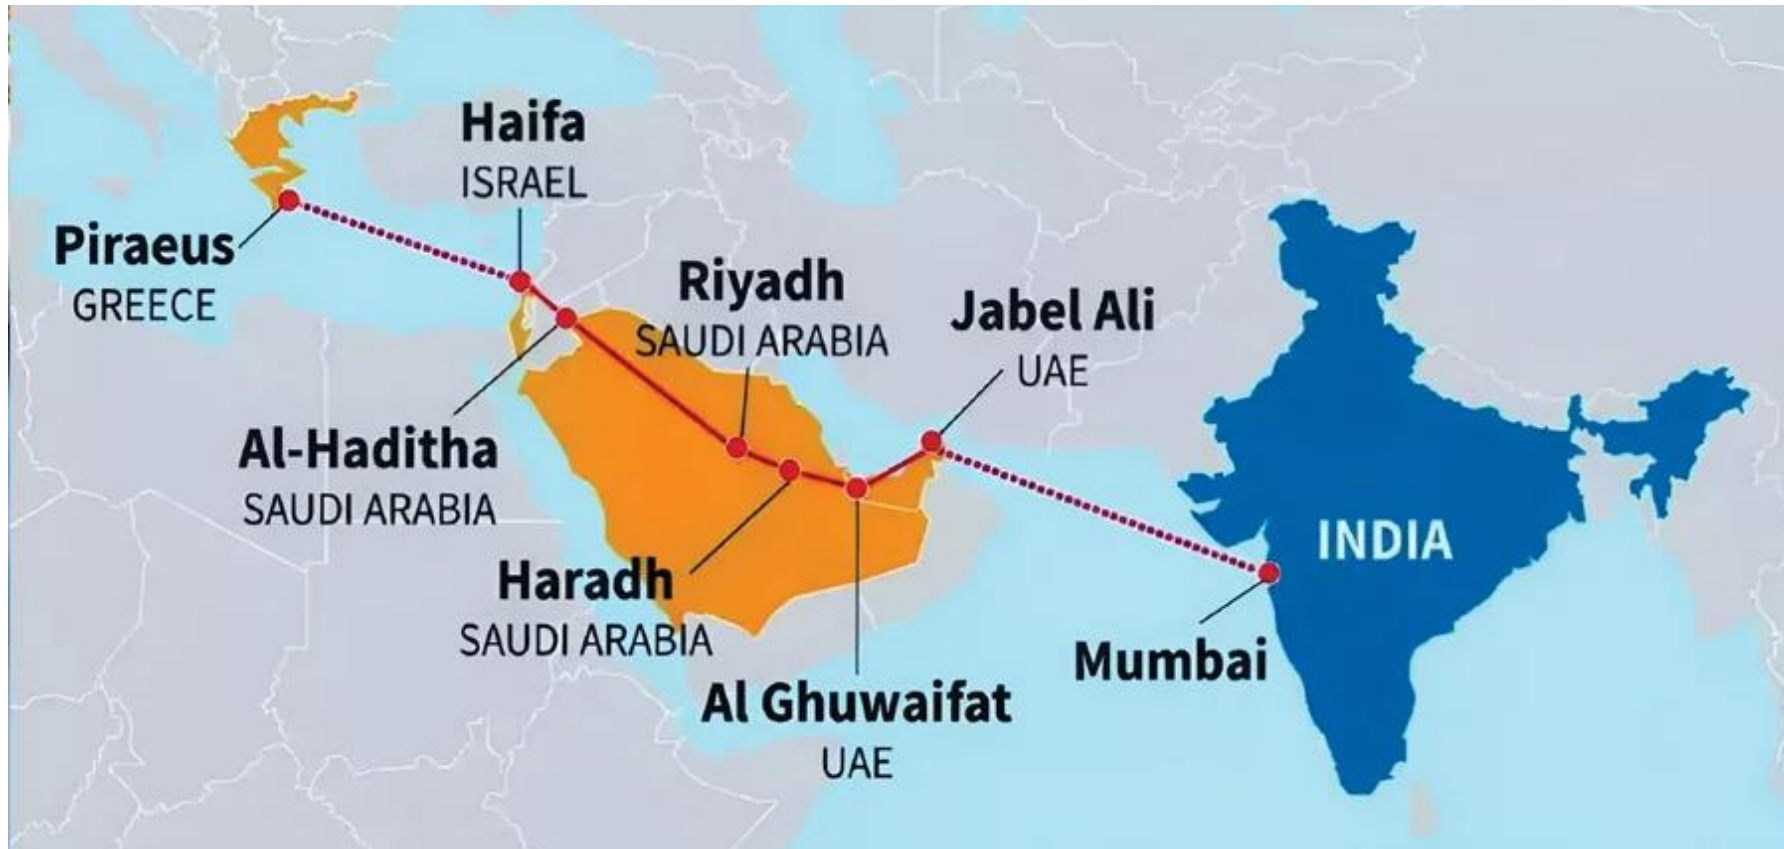 Haifa
ISRAEL
Piraeus
GREECE
Riyadh
SAUDI ARABIA
Jabel Ali
UAE
Al-Haditha
SAUDI ARABIA
INDIA
Haradh
SAUDI ARABIA
Mumbai
Al Ghuwaifat
UAE